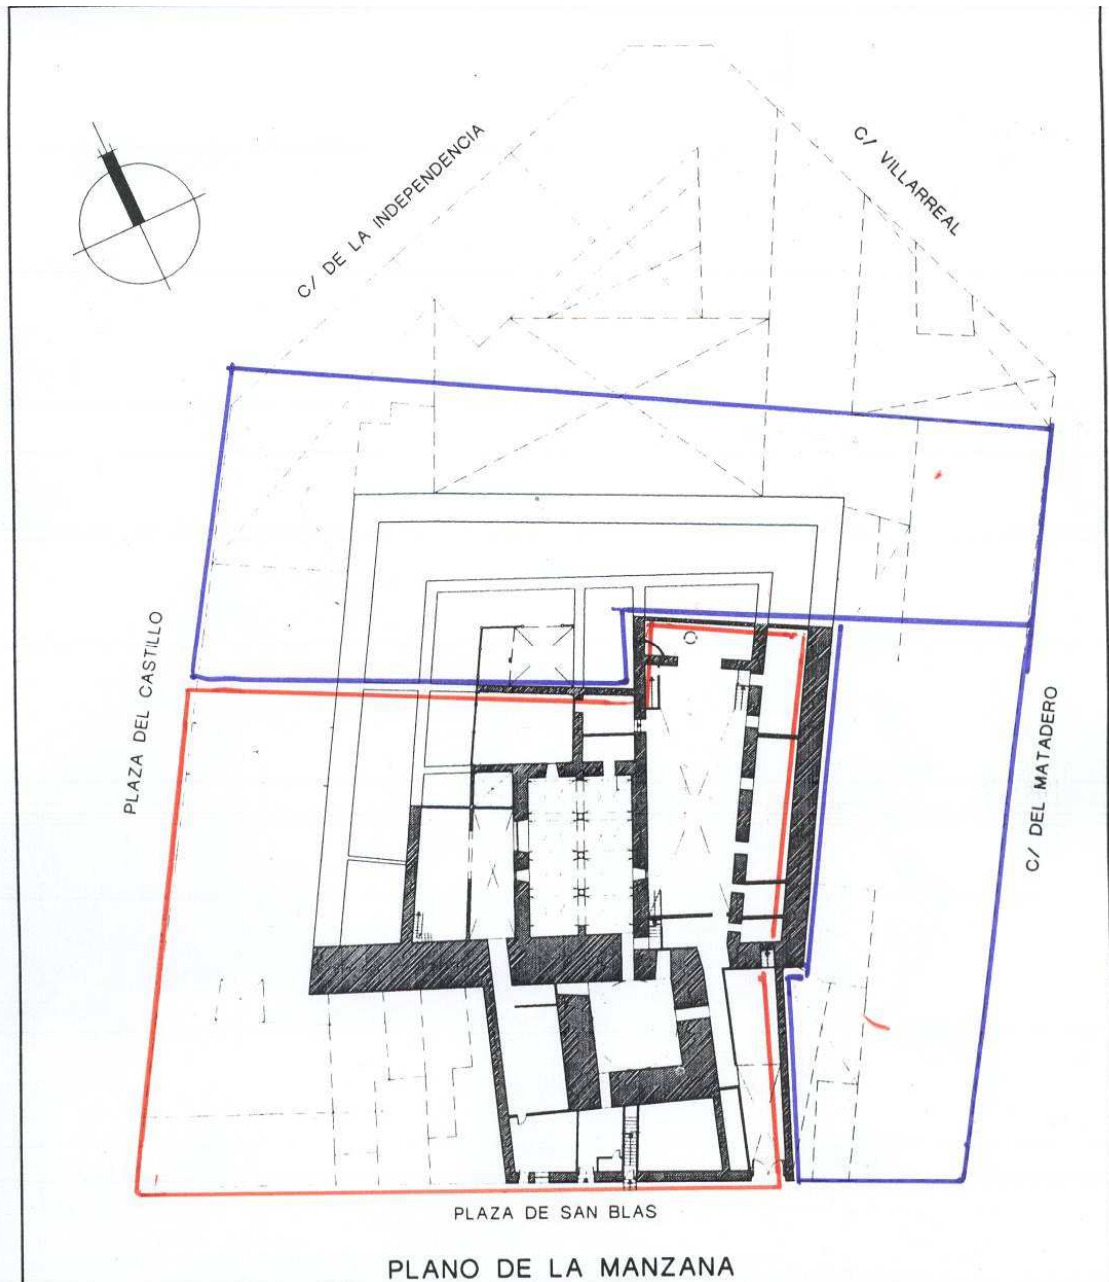 C/ DE LA INDEPENDENCIA
C/ VILLARREAL
PLAZA DEL CASTILLO
C/ DEL MATADERO
PLAZA DE SAN BLAS
PLANO DE LA MANZANA